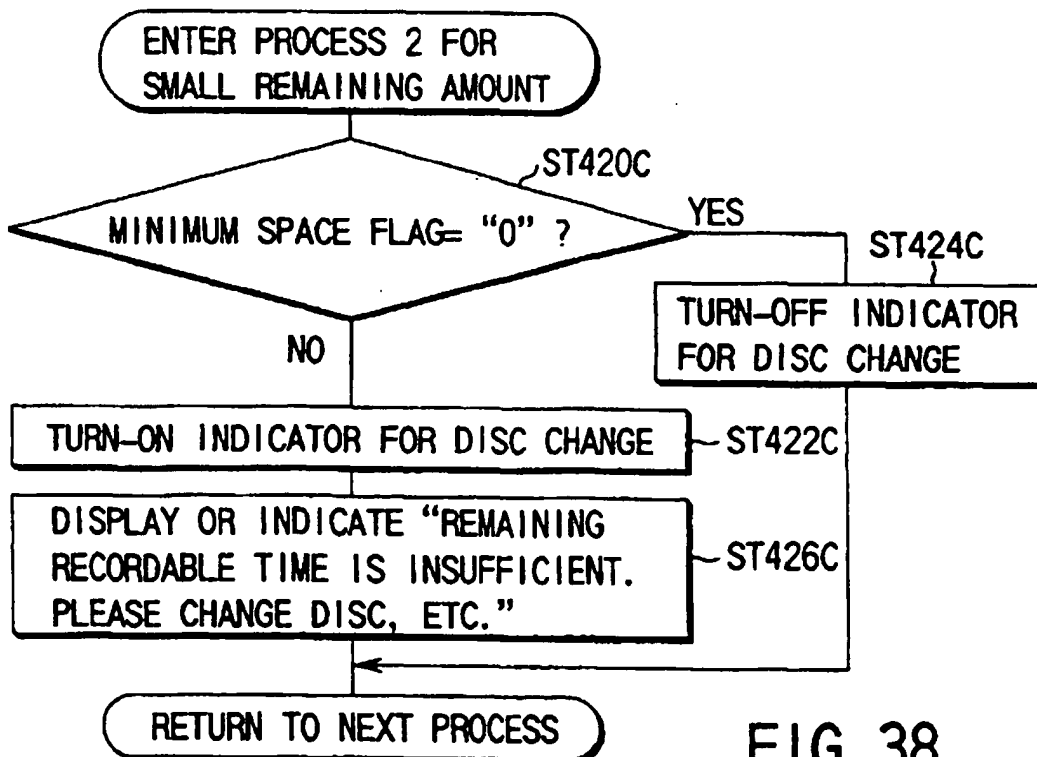 ENTER PROCESS 2 FOR
SMALL REMAINING AMOUNT
ST420C
MINIMUM SPACE FLAG= “0” ?
YES
ST424C
TURN–OFF INDICATOR
FOR DISC CHANGE
NO
TURN–ON INDICATOR FOR DISC CHANGE
ST422C
DISPLAY OR INDICATE “REMAINING
RECORDABLE TIME IS INSUFFICIENT.
PLEASE CHANGE DISC, ETC.”
ST426C
RETURN TO NEXT PROCESS
FIG. 38